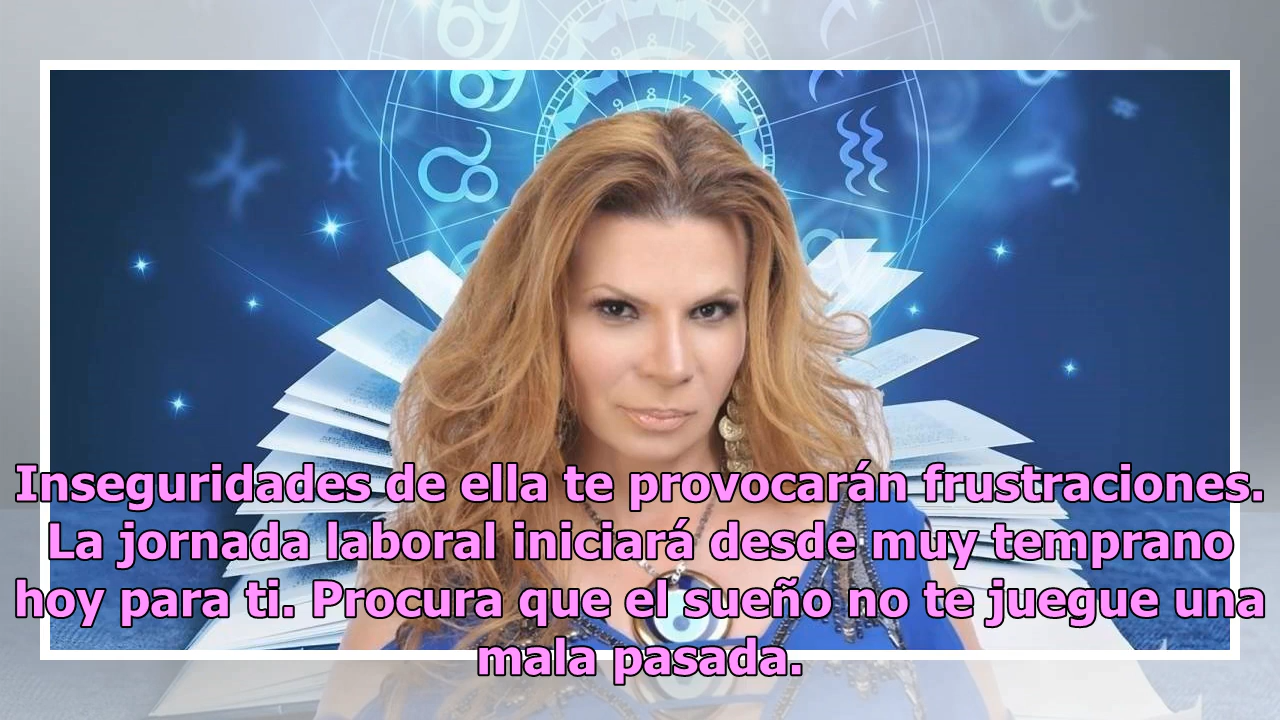 Inseguridades de ella te provocarán frustraciones.
La jornada laboral iniciará desde muy temprano
hoy para ti. Procura que el sueño no te juegue una
mala pasada.